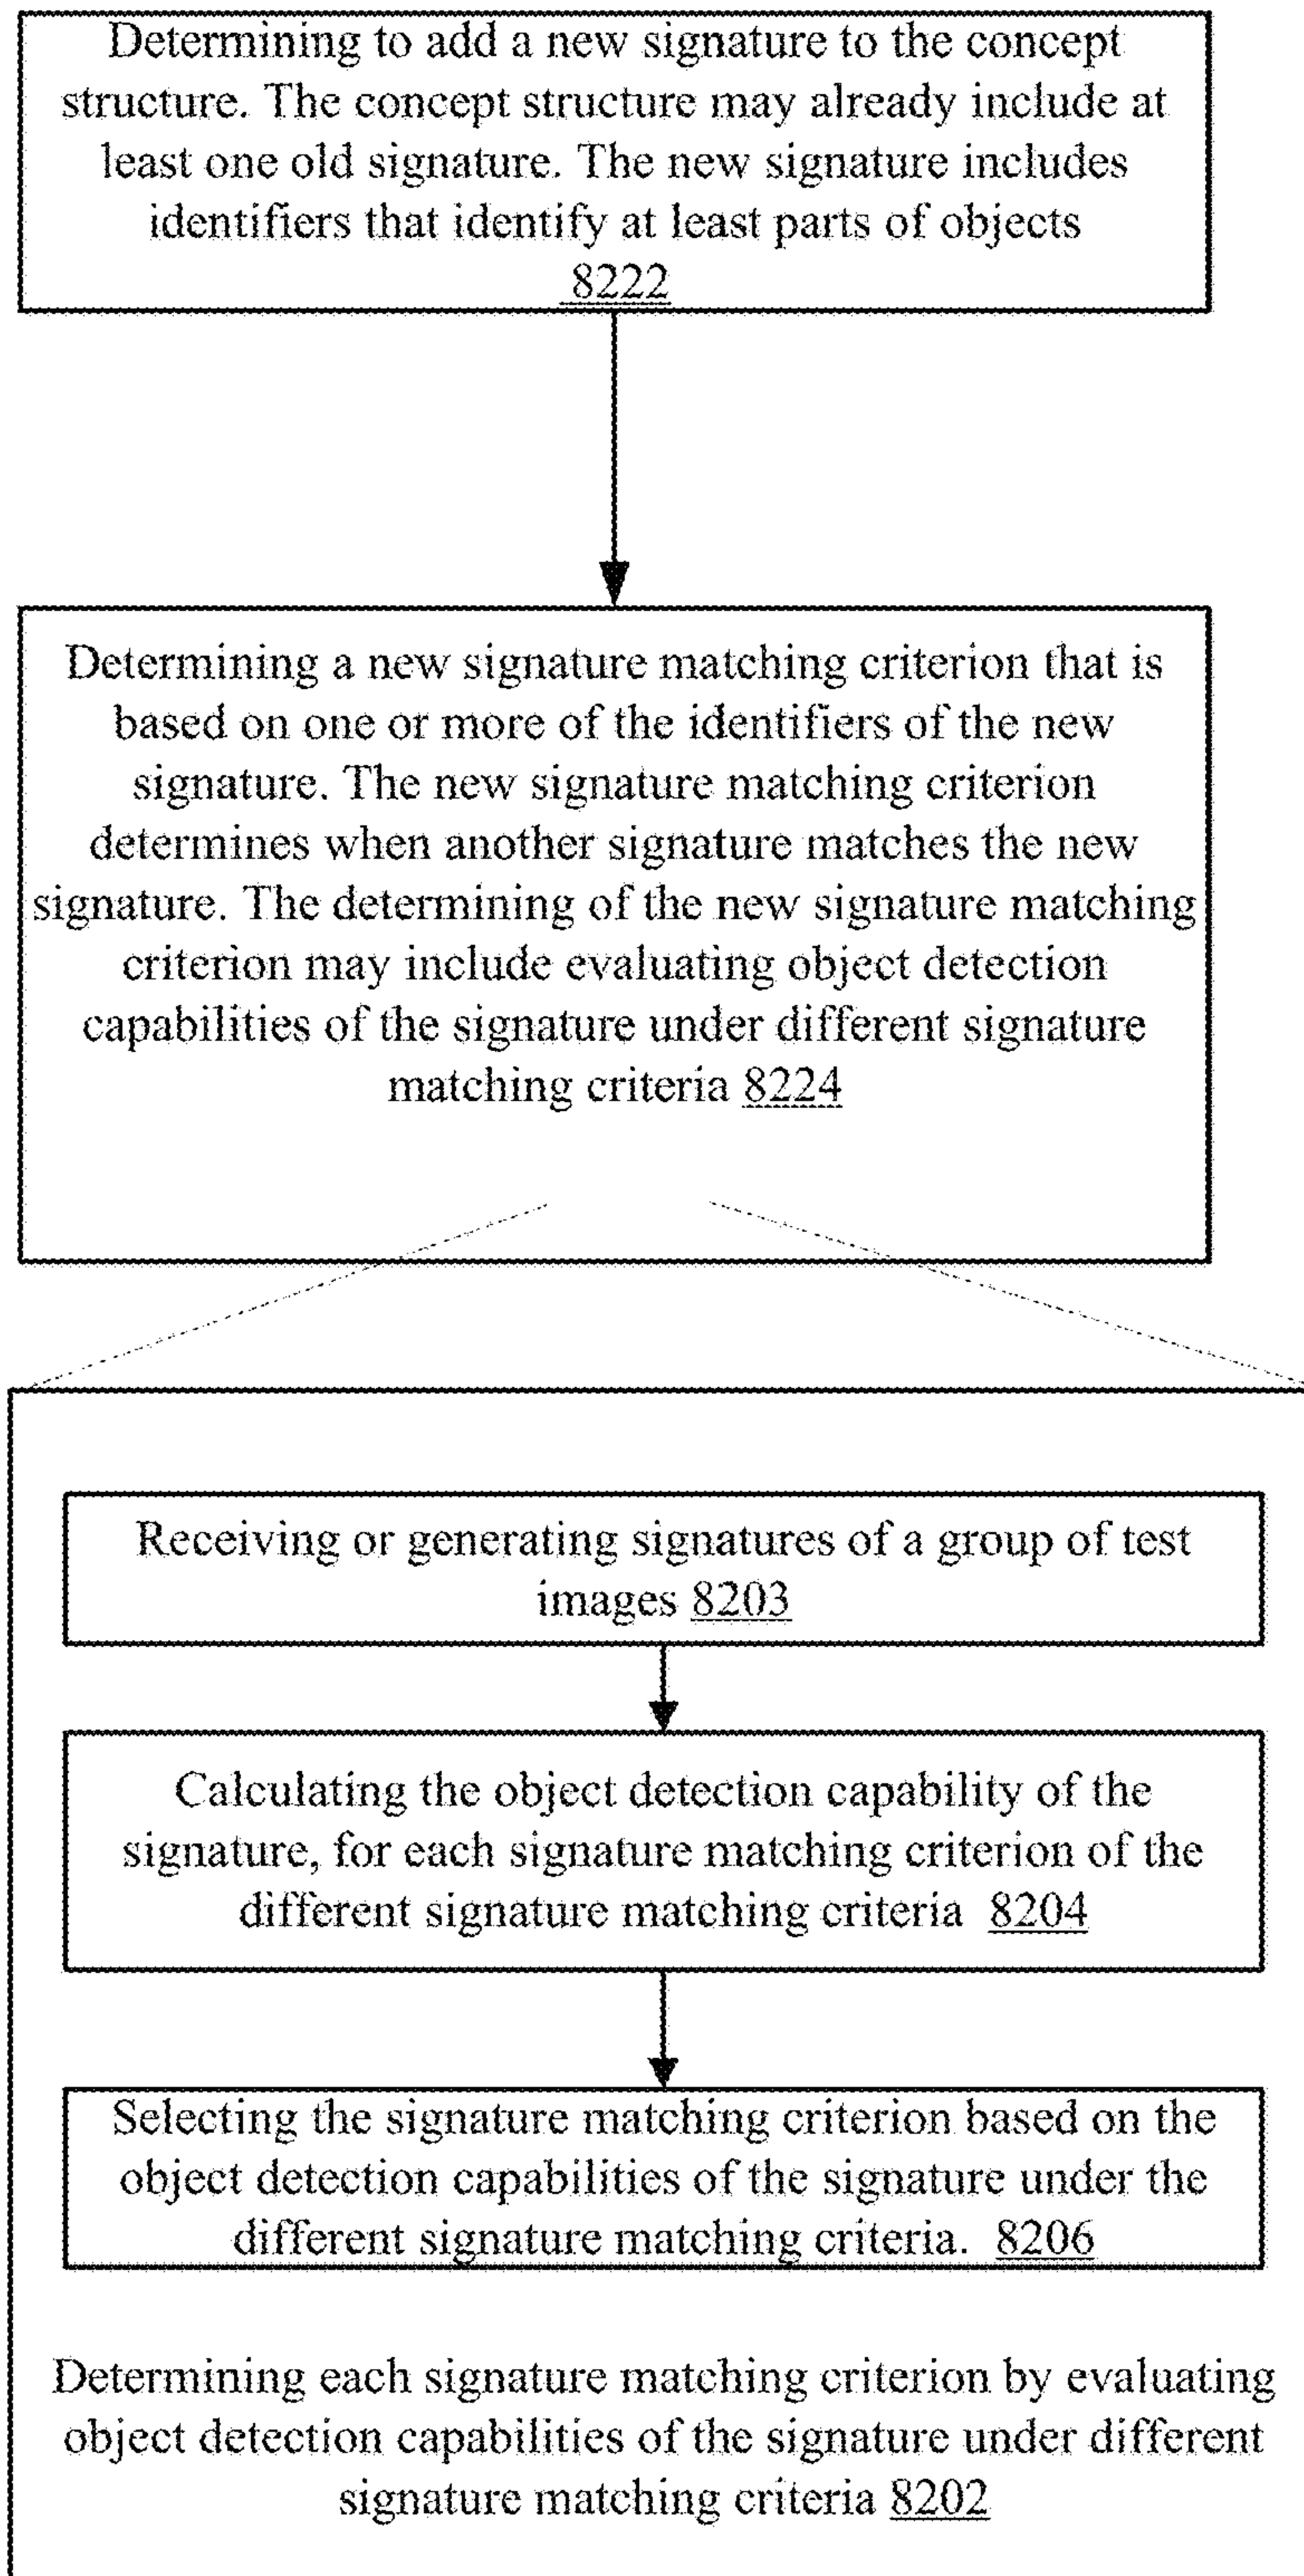 Determining to add a new signature to the concept
structure. The concept structure may already include at
least one old signature. The new signature includes
identifiers that identify at least parts of objects
8222
Determining a new signature matching criterion that is
based on one or more of the identifiers of the new
signature. The new signature matching criterion
determines when another signature matches the new
signature. The determining of the new signature matching
criterion may include evaluating object detection
capabilities of the signature under different signature
matching criteria 8224
Receiving or generating signatures of a group of test
images 8203
Calculating the object detection capability of the
signature, for each signature matching criterion of the
different signature matching criteria 8204
Selecting the signature matching criterion based on the
object detection capabilities of the signature under the
different signature matching criteria. 8206
Determining each signature matching criterion by evaluating
object detection capabilities of the signature under different
signature matching criteria 8202